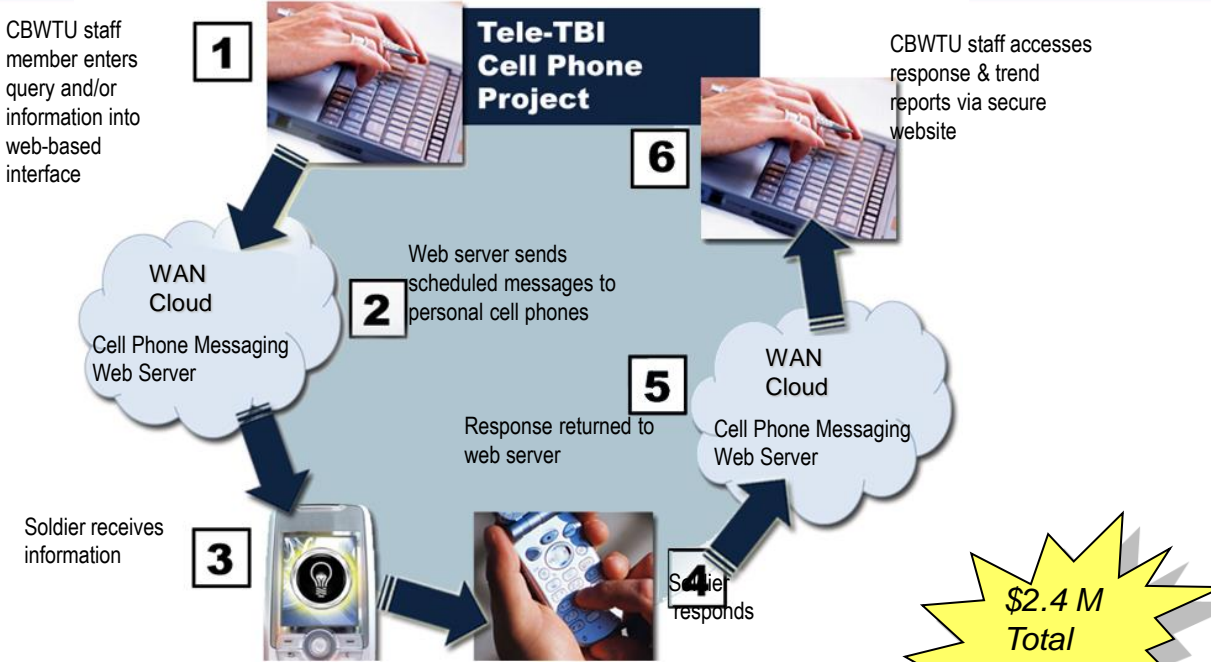 CBWTU staff
member enters
query and/or
information into
web-based
interface
1
Tele-TBI
Cell Phone
Project
6
CBWTU staff accesses
response & trend
reports via secure
website
WAN
Cloud
Cell Phone Messaging
Web Server
2
Web server sends
scheduled messages to
personal cell phones
5
Response returned to
web server
WAN
Cloud
Cell Phone Messaging
Web Server
Soldier receives
information
3
4
Soldier
responds
$2.4 M
Total